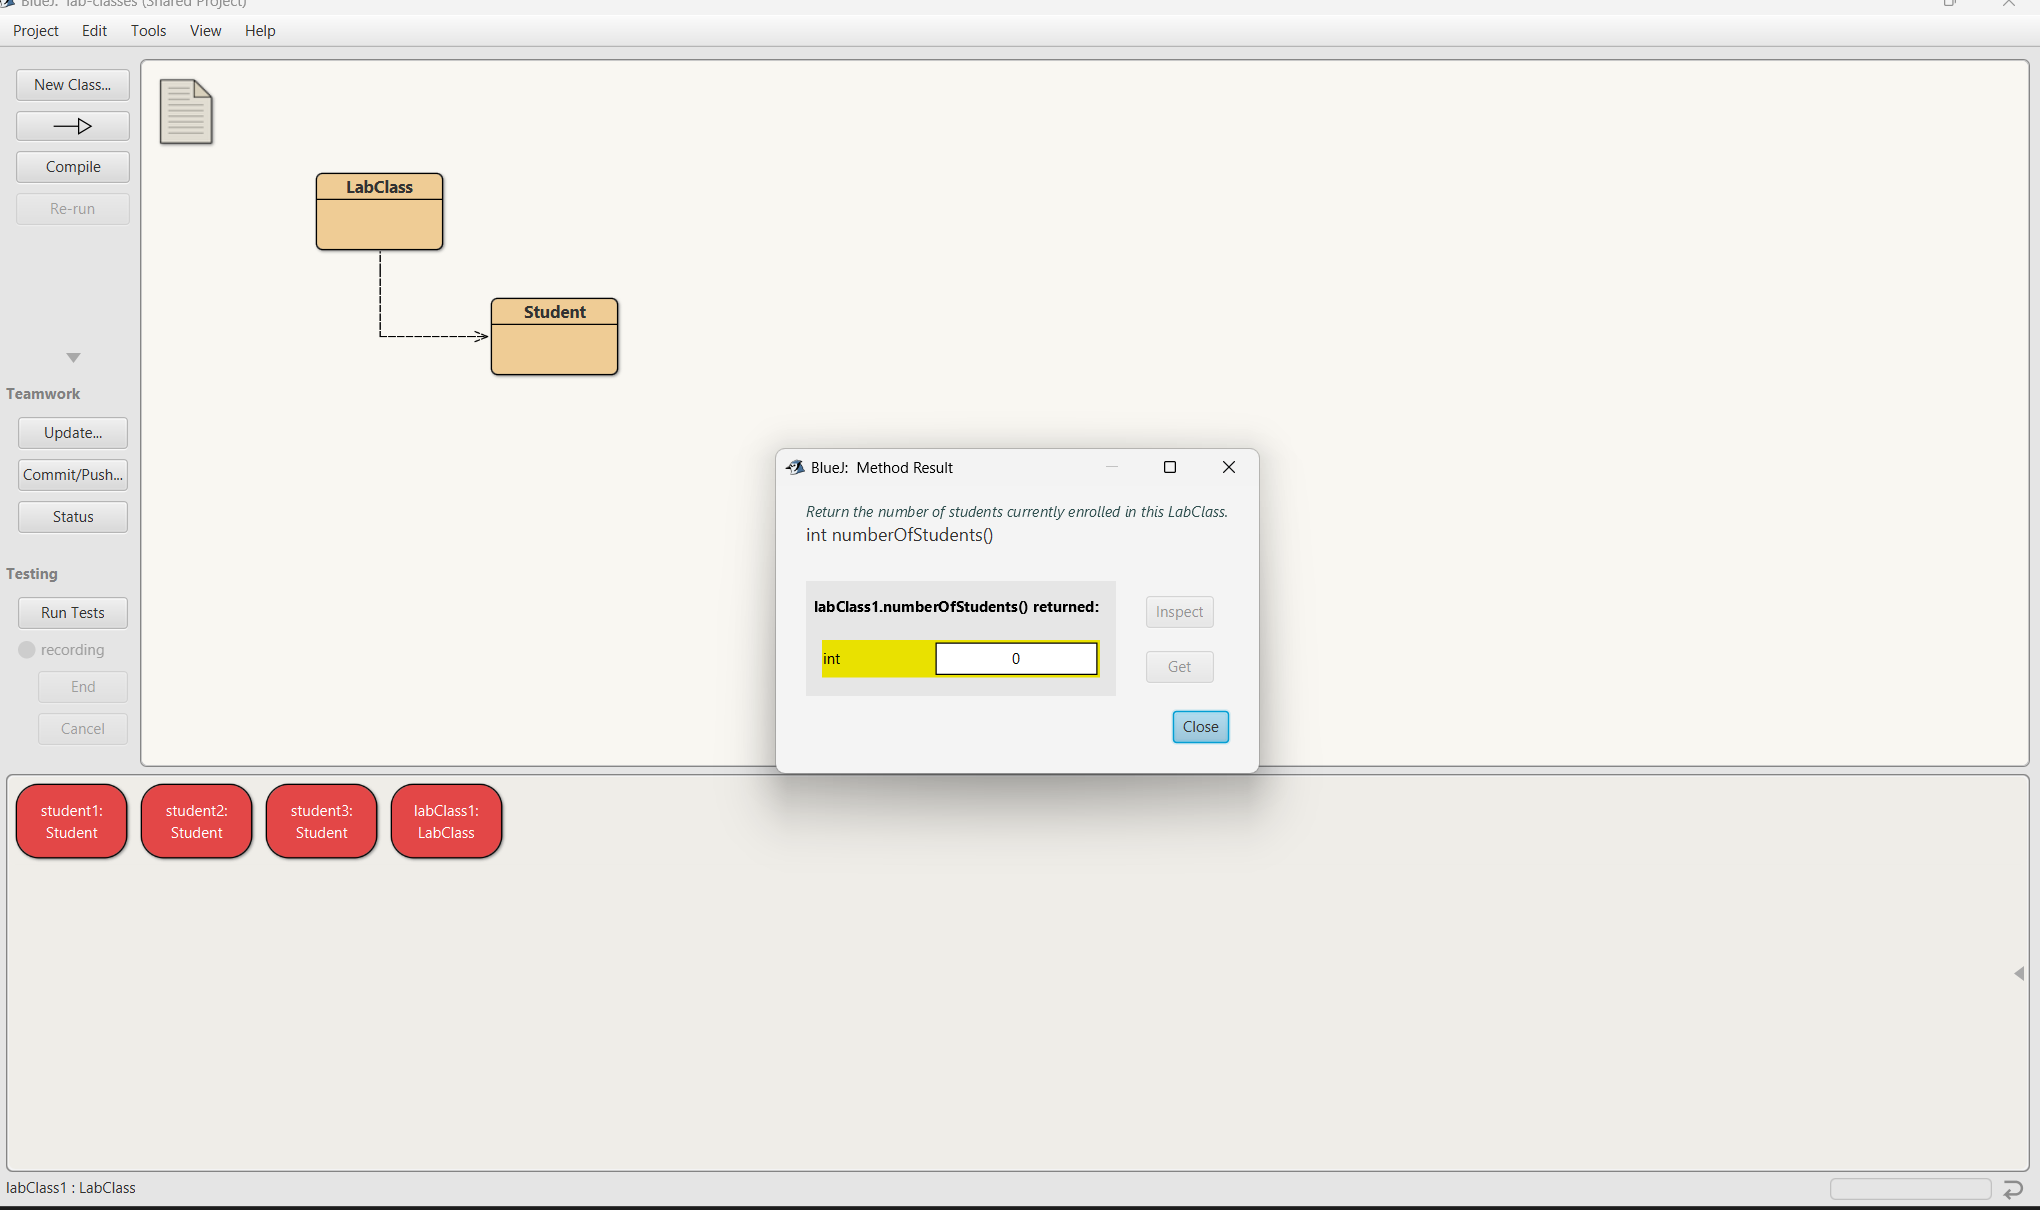 BlueJ: lab-classes (Shared Project)
Project Edit Tools View Help
New Class...
Compile
Re-run
Teamwork
Update...
Commit/Push...
Status
Testing
Run Tests
recording
End
Cancel
LabClass
Student
BlueJ: Method Result
Return the number of students currently enrolled in this LabClass.
int numberOfStudents()
labClass1.numberOfStudents() returned:
int 0
Inspect
Get
Close
student1:
Student
student2:
Student
student3:
Student
labClass1:
LabClass
labClass1 : LabClass